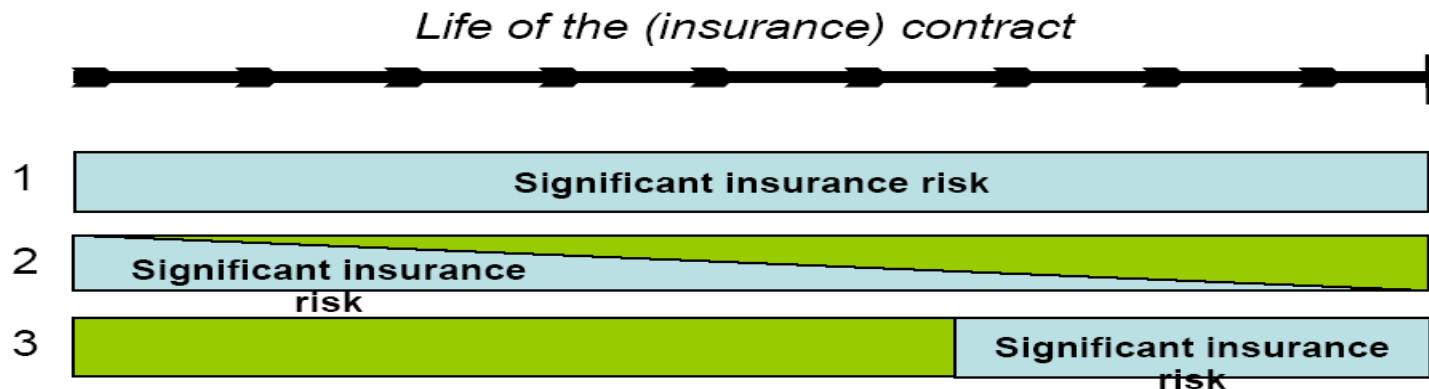 Life of the (insurance) contract
1
Significant insurance risk
2
Significant insurance
risk
3
Significant insurance
risk